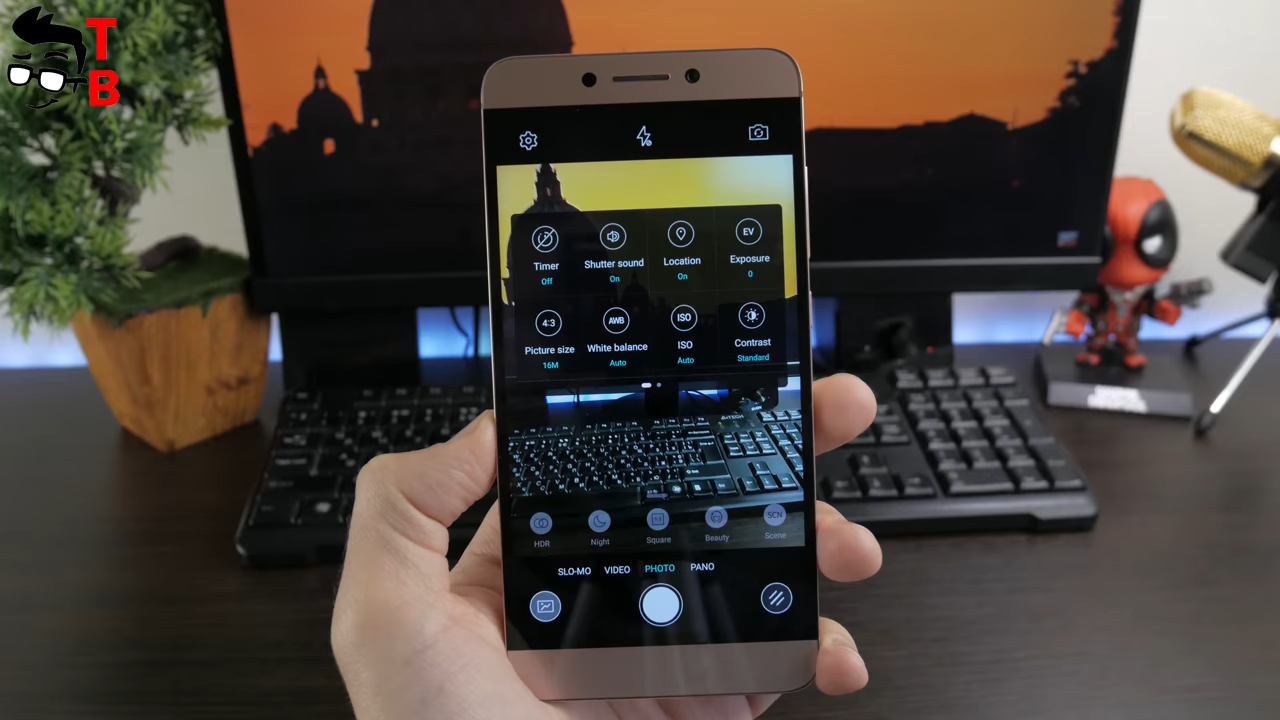 T
B
Timer
Off
Shutter sound
On
Location
On
EV
Exposure
0
4:3
Picture size
16M
AWB
White balance
Auto
ISO
ISO
Auto
Contrast
Standard
A4TECH
HDR
Night
Square
Beauty
SCN
Scene
SLO-MO VIDEO PHOTO PANO